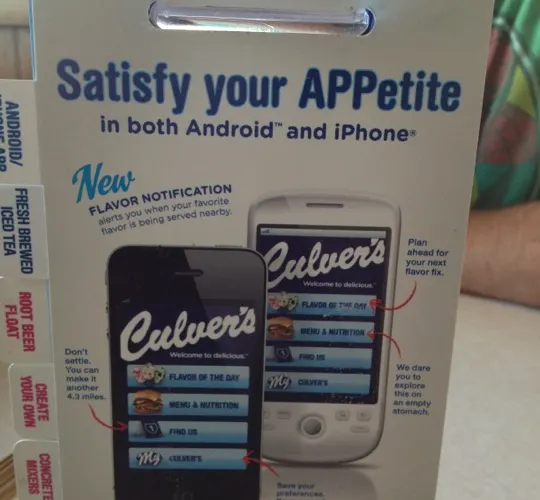 Satisfy your APPetite
in both Android™ and iPhone®
New
FLAVOR NOTIFICATION
alerts you when your favorite
flavor is being served nearby.
ANDROID/
IPHONE APP
FRESH BREWED
ICED TEA
ROOT BEER
FLOAT
CREATE
YOUR OWN
CONCRETE
MIXERS
Culver's
Welcome to delicious.
FLAVOR OF THE DAY
MENU & NUTRITION
FIND US
My CULVER'S
Plan
ahead for
your next
flavor fix.
We dare
you to
explore
this on
an empty
stomach.
Don't
settle.
You can
make it
another
4.3 miles.
Culver's
Welcome to delicious.
FLAVOR OF THE DAY
MENU & NUTRITION
FIND US
My CULVER'S
Save your
preferences.